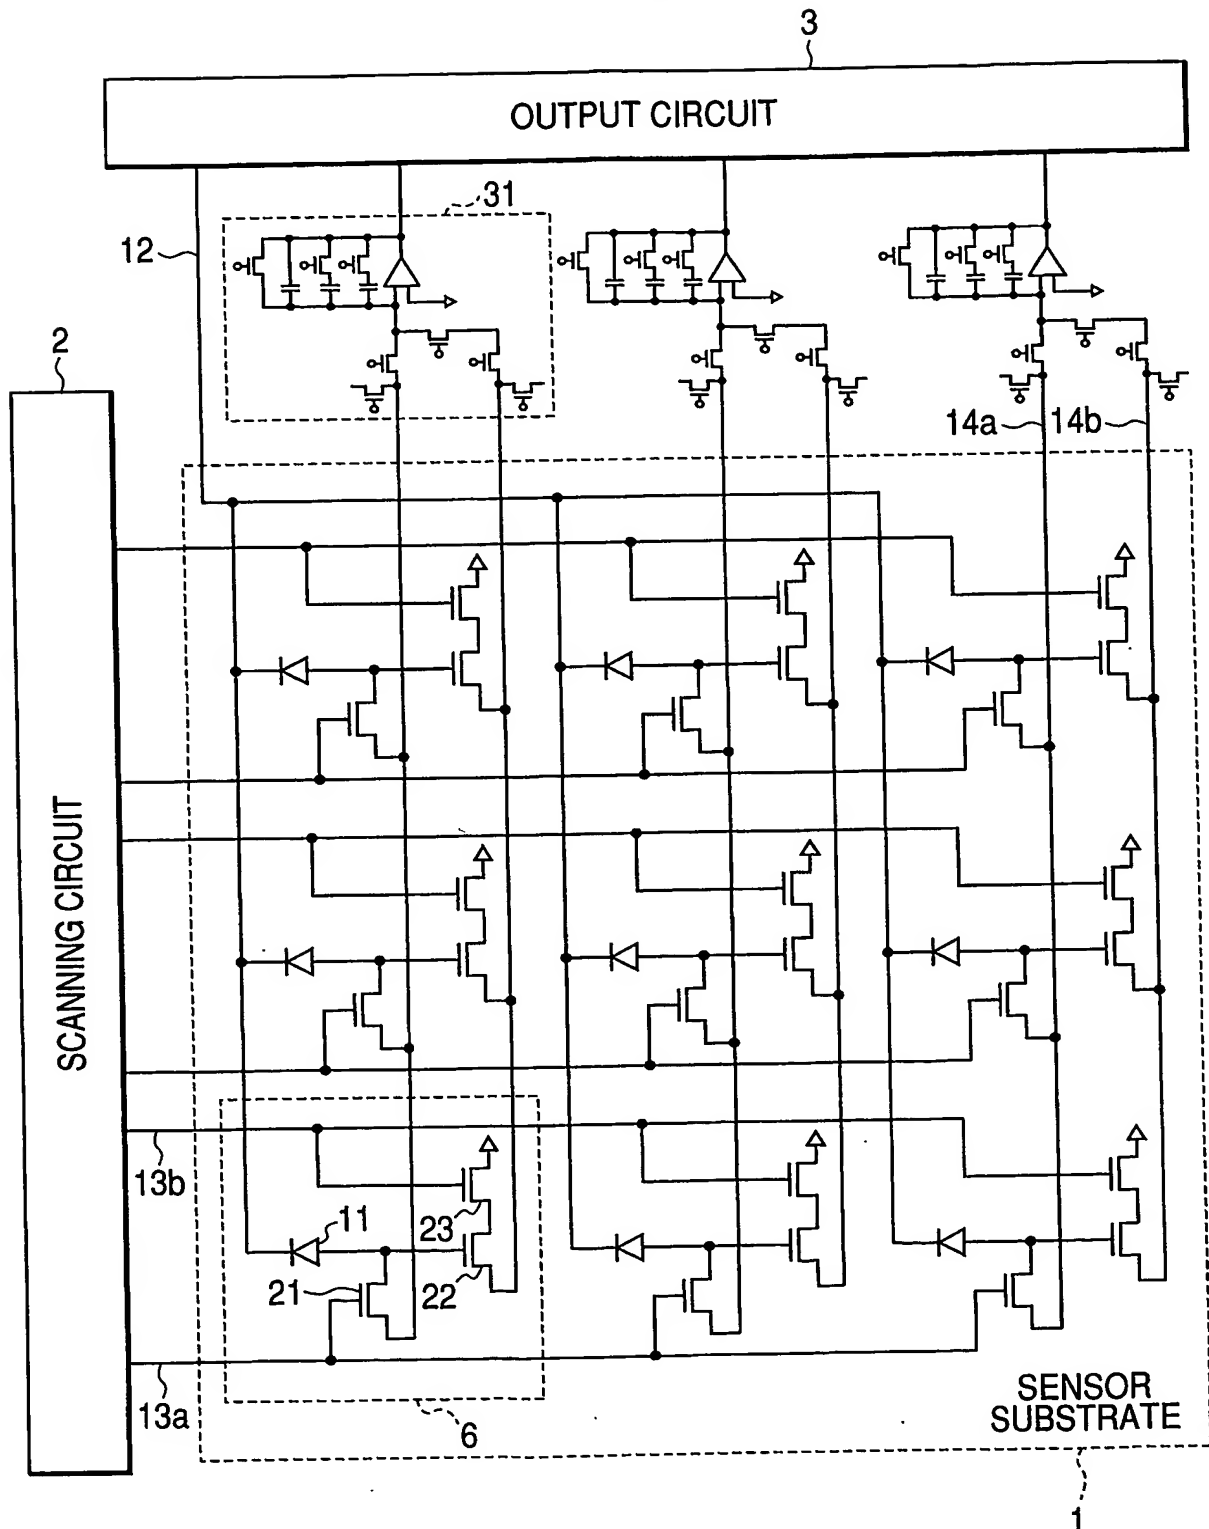 3
OUTPUT CIRCUIT
31
12
2
14a
14b
SCANNING CIRCUIT
13b
11
23
21
22
13a
6
SENSOR
SUBSTRATE
1